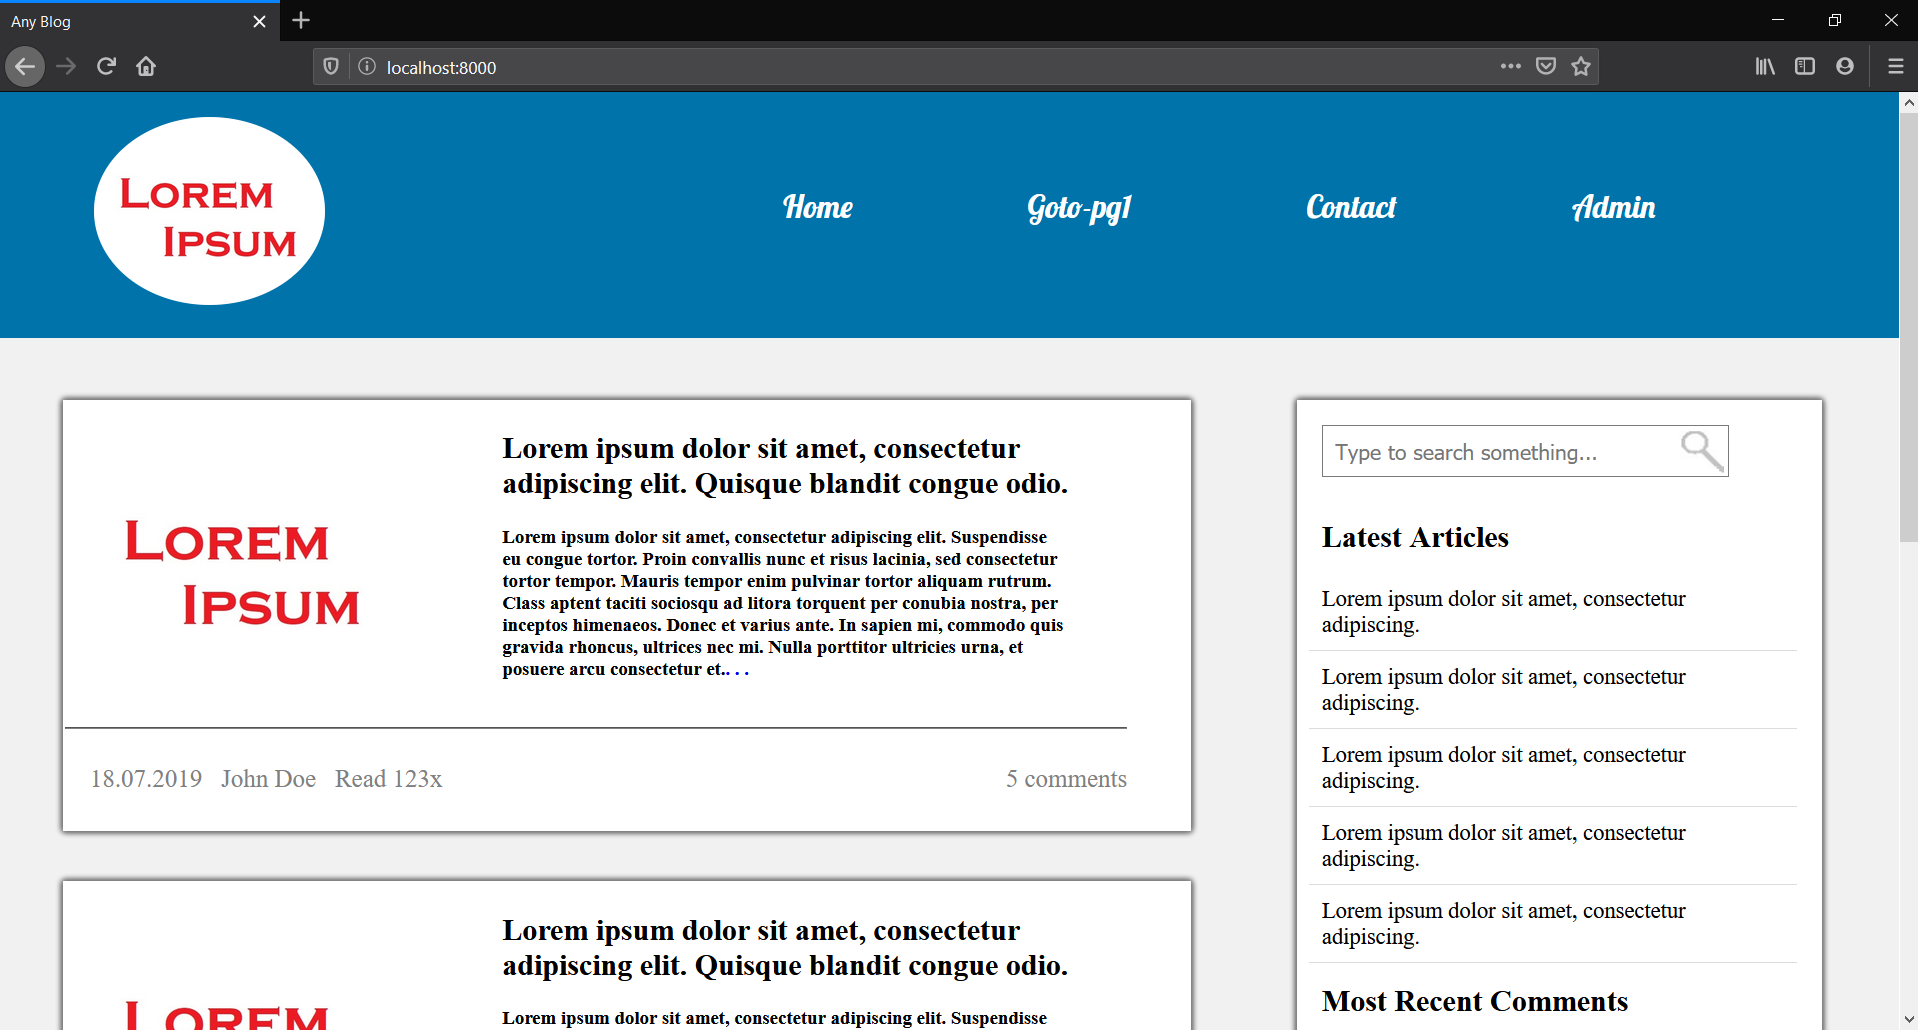 Any Blog
localhost:8000
Lorem
Ipsum
Home
Goto-pg1
Contact
Admin
Lorem ipsum dolor sit amet, consectetur
adipiscing elit. Quisque blandit congue odio.
Lorem
Ipsum
Lorem ipsum dolor sit amet, consectetur adipiscing elit. Suspendisse
eu congue tortor. Proin convallis nunc et risus lacinia, sed consectetur
tortor tempor. Mauris tempor enim pulvinar tortor aliquam rutrum.
Class aptent taciti sociosqu ad litora torquent per conubia nostra, per
inceptos himenaeos. Donec et varius ante. In sapien mi, commodo quis
gravida rhoncus, ultrices nec mi. Nulla porttitor ultricies urna, et
posuere arcu consectetur et.. . .
18.07.2019 John Doe Read 123x
5 comments
Lorem ipsum dolor sit amet, consectetur
adipiscing elit. Quisque blandit congue odio.
Lorem
Lorem ipsum dolor sit amet, consectetur adipiscing elit. Suspendisse
Type to search something...
Latest Articles
Lorem ipsum dolor sit amet, consectetur
adipiscing.
Lorem ipsum dolor sit amet, consectetur
adipiscing.
Lorem ipsum dolor sit amet, consectetur
adipiscing.
Lorem ipsum dolor sit amet, consectetur
adipiscing.
Lorem ipsum dolor sit amet, consectetur
adipiscing.
Most Recent Comments